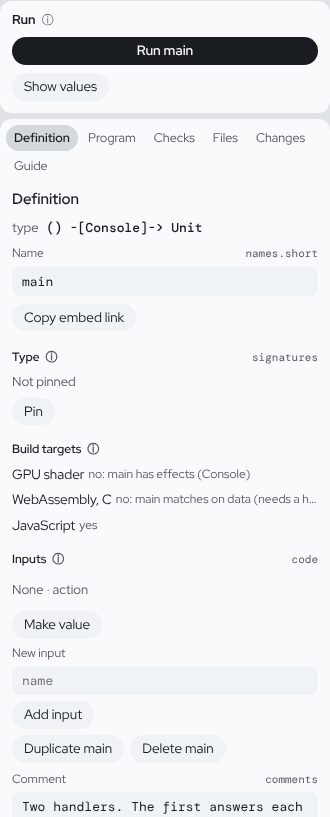 Run ⓘ
Run main
Show values
Definition Program Checks Files Changes
Guide
Definition
type () -[Console]-> Unit
Name names.short
main
Copy embed link
Type ⓘ signatures
Not pinned
Pin
Build targets ⓘ
GPU shader no: main has effects (Console)
WebAssembly, C no: main matches on data (needs a h…
JavaScript yes
Inputs ⓘ code
None · action
Make value
New input
name
Add input
Duplicate main Delete main
Comment comments
Two handlers. The first answers each